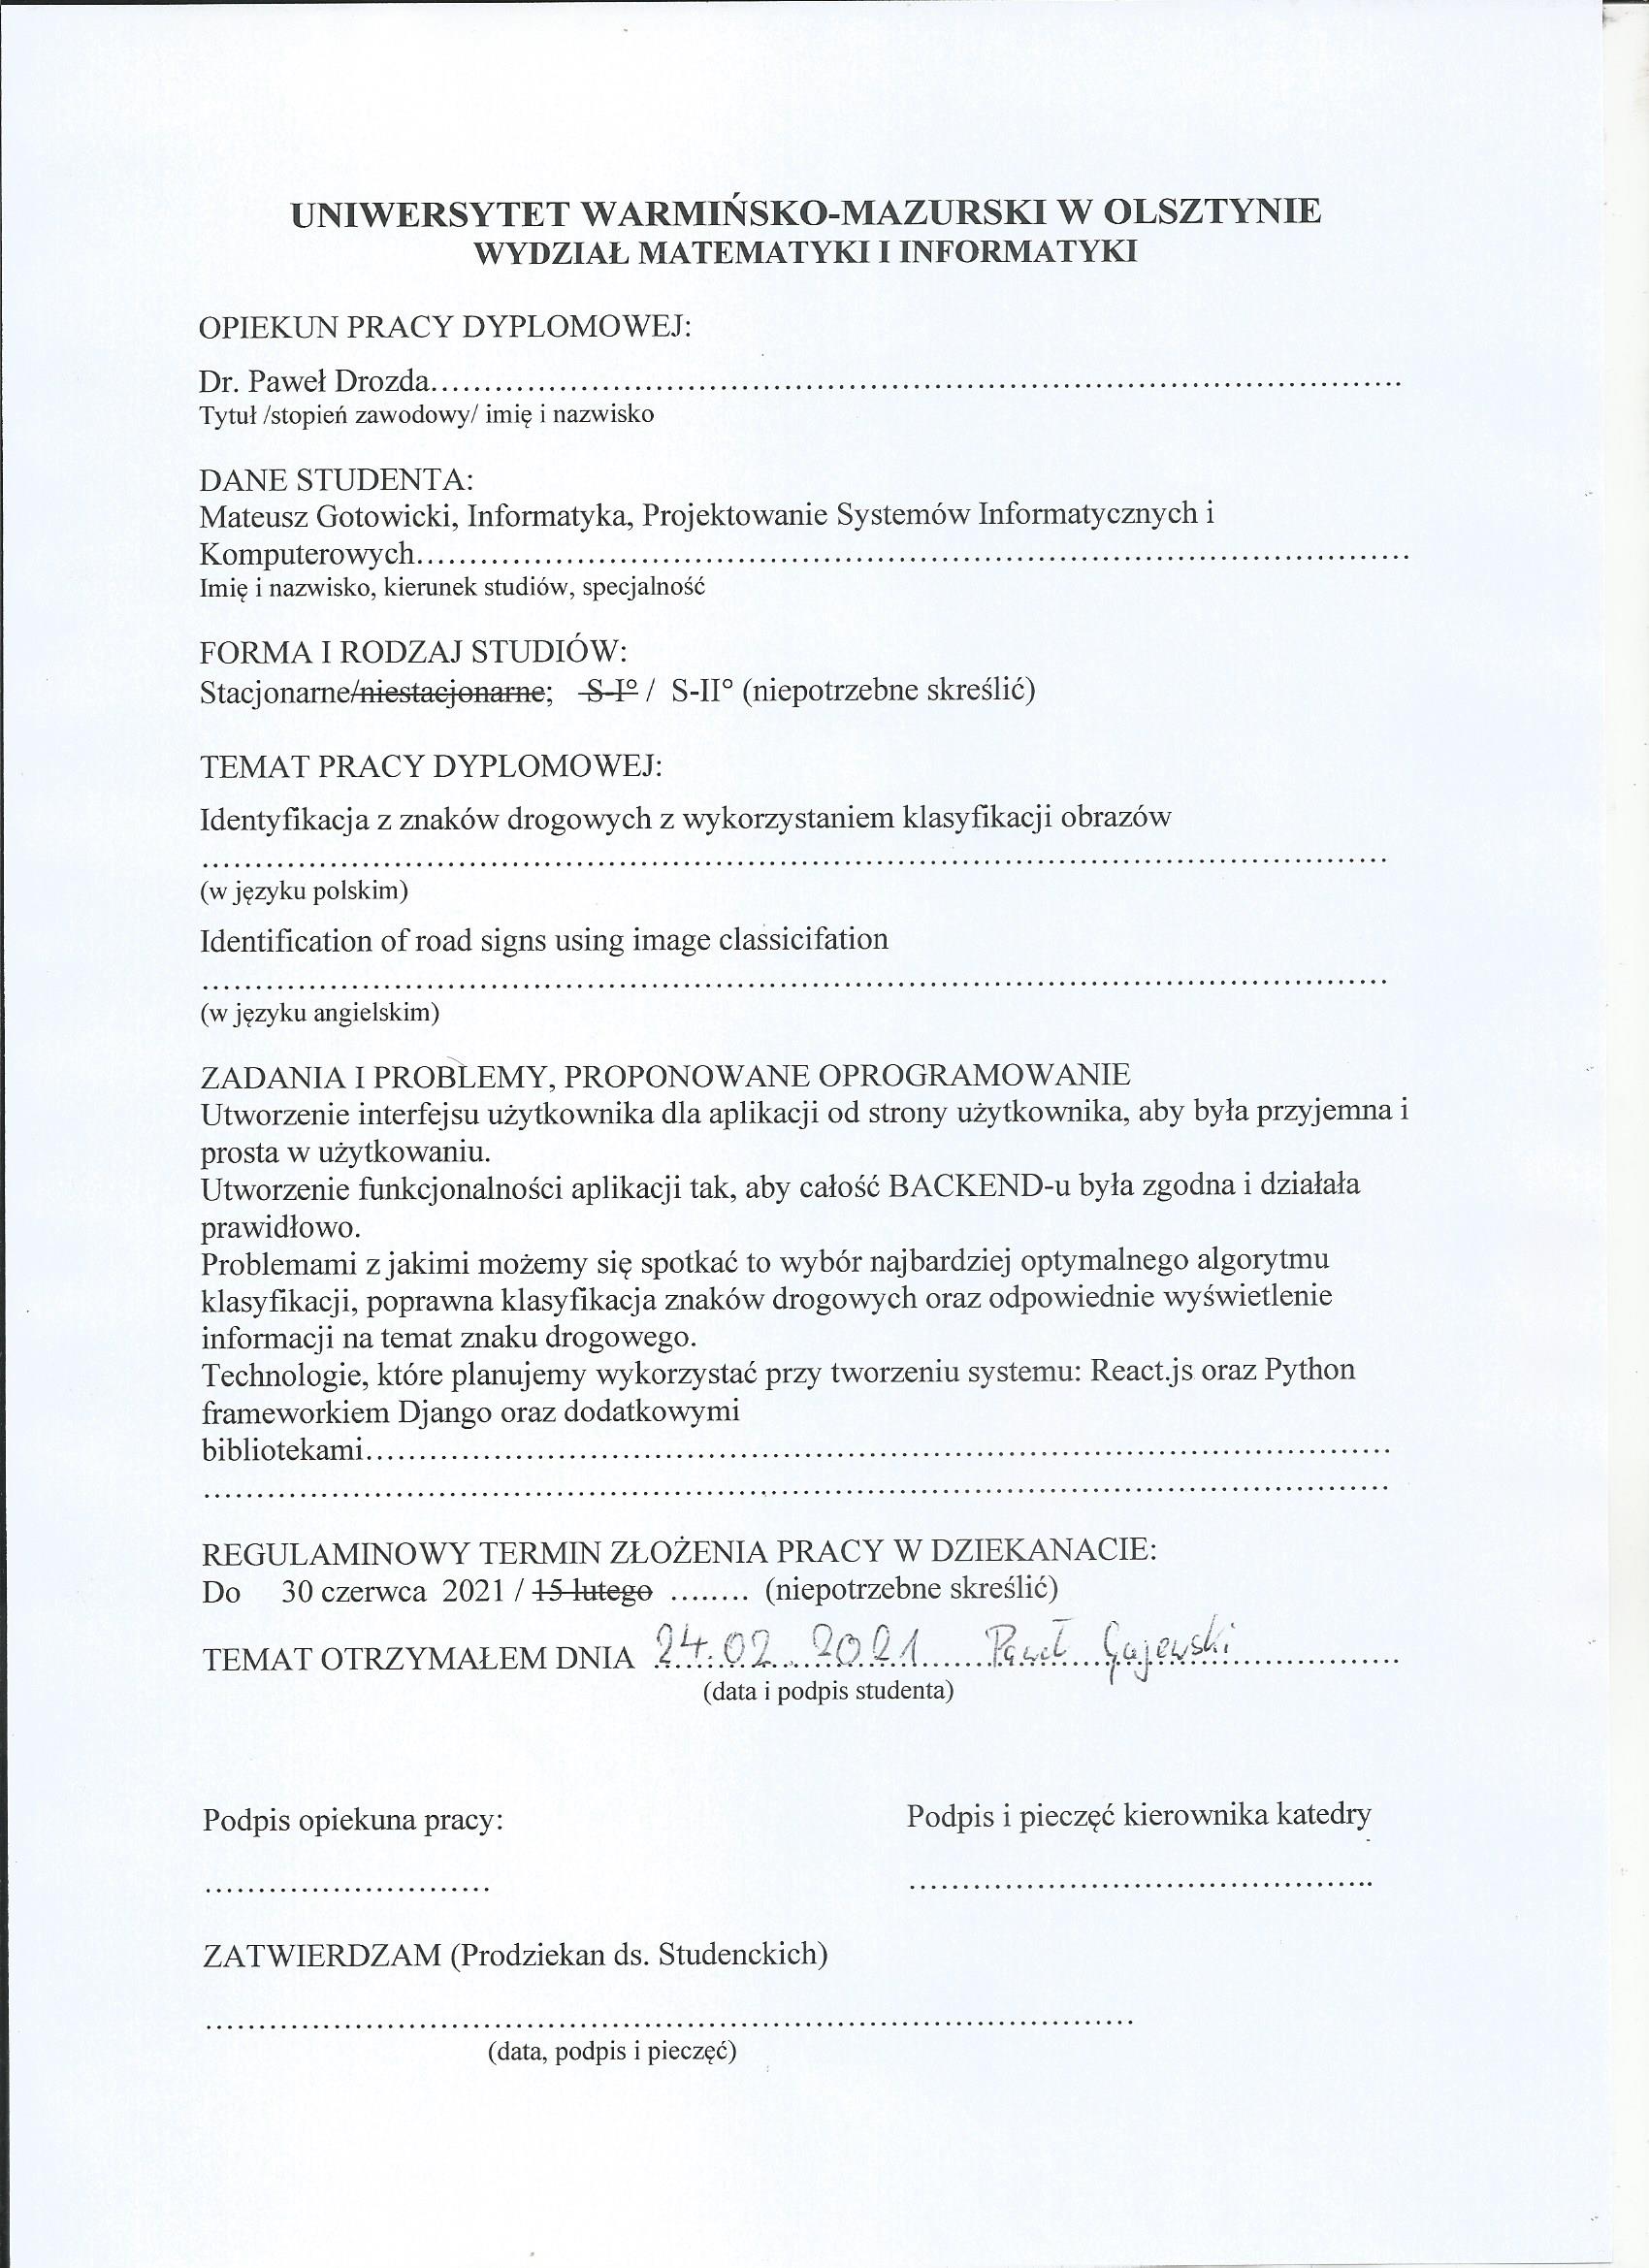 UNIWERSYTET WARMIŃSKO-MAZURSKI W OLSZTYNIE
WYDZIAŁ MATEMATYKI I INFORMATYKI
OPIEKUN PRACY DYPLOMOWEJ:
Dr. Paweł Drozda..........................................................................................................
Tytuł /stopień zawodowy/ imię i nazwisko
DANE STUDENTA:
Mateusz Gotowicki, Informatyka, Projektowanie Systemów Informatycznych i
Komputerowych............................................................................................................
Imię i nazwisko, kierunek studiów, specjalność
FORMA I RODZAJ STUDIÓW:
Stacjonarne/niestacjonarne; S-I° / S-II° (niepotrzebne skreślić)
TEMAT PRACY DYPLOMOWEJ:
Identyfikacja z znaków drogowych z wykorzystaniem klasyfikacji obrazów
.................................................................................................................................
(w języku polskim)
Identification of road signs using image classicifation
.................................................................................................................................
(w języku angielskim)
ZADANIA I PROBLEMY, PROPONOWANE OPROGRAMOWANIE
Utworzenie interfejsu użytkownika dla aplikacji od strony użytkownika, aby była przyjemna i
prosta w użytkowaniu.
Utworzenie funkcjonalności aplikacji tak, aby całość BACKEND-u była zgodna i działała
prawidłowo.
Problemami z jakimi możemy się spotkać to wybór najbardziej optymalnego algorytmu
klasyfikacji, poprawna klasyfikacja znaków drogowych oraz odpowiednie wyświetlenie
informacji na temat znaku drogowego.
Technologie, które planujemy wykorzystać przy tworzeniu systemu: React.js oraz Python
frameworkiem Django oraz dodatkowymi
bibliotekami................................................................................................................
.................................................................................................................................
REGULAMINOWY TERMIN ZŁOŻENIA PRACY W DZIEKANACIE:
Do 30 czerwca 2021 / 15 lutego ........ (niepotrzebne skreślić)
TEMAT OTRZYMAŁEM DNIA 24.02.2021 Paweł Gajewski
(data i podpis studenta)
Podpis opiekuna pracy: Podpis i pieczęć kierownika katedry
........................... ............................................
ZATWIERDZAM (Prodziekan ds. Studenckich)
.......................................................................................
(data, podpis i pieczęć)